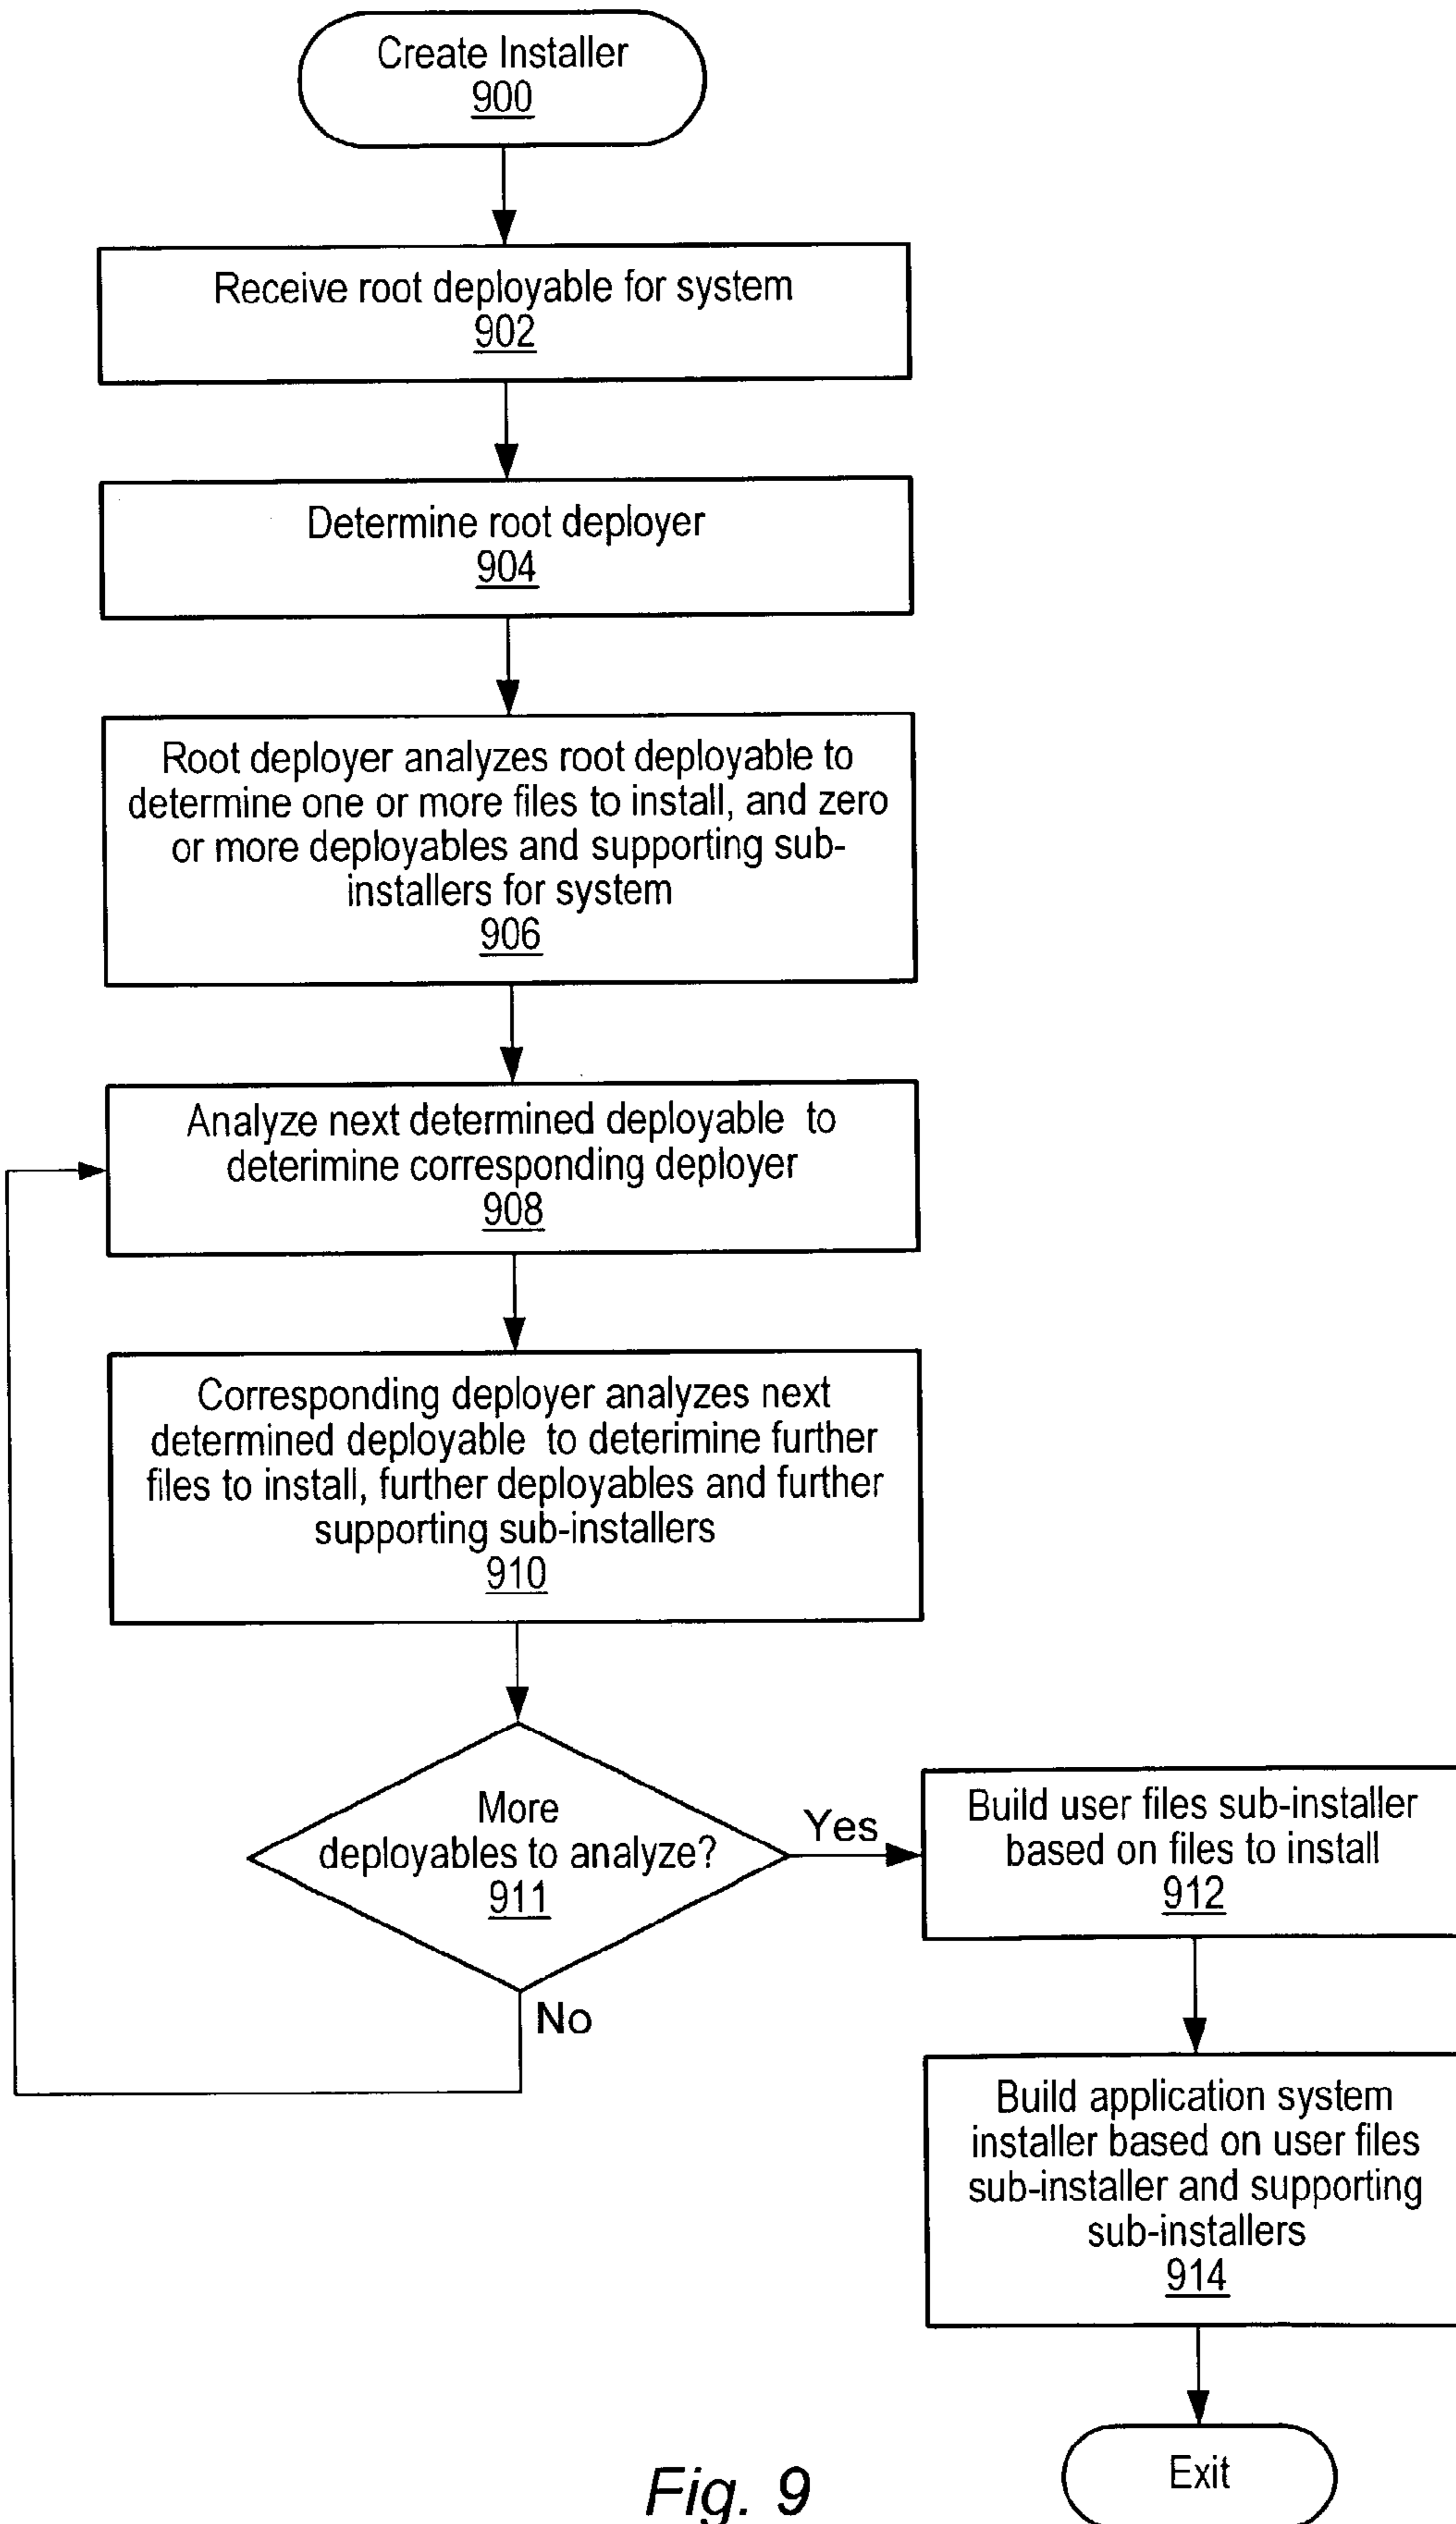 Create Installer
900
Receive root deployable for system
902
Determine root deployer
904
Root deployer analyzes root deployable to
determine one or more files to install, and zero
or more deployables and supporting sub-
installers for system
906
Analyze next determined deployable to
deterimine corresponding deployer
908
Corresponding deployer analyzes next
determined deployable to deterimine further
files to install, further deployables and further
supporting sub-installers
910
More
deployables to analyze?
911
Yes
No
Build user files sub-installer
based on files to install
912
Build application system
installer based on user files
sub-installer and supporting
sub-installers
914
Exit
Fig. 9